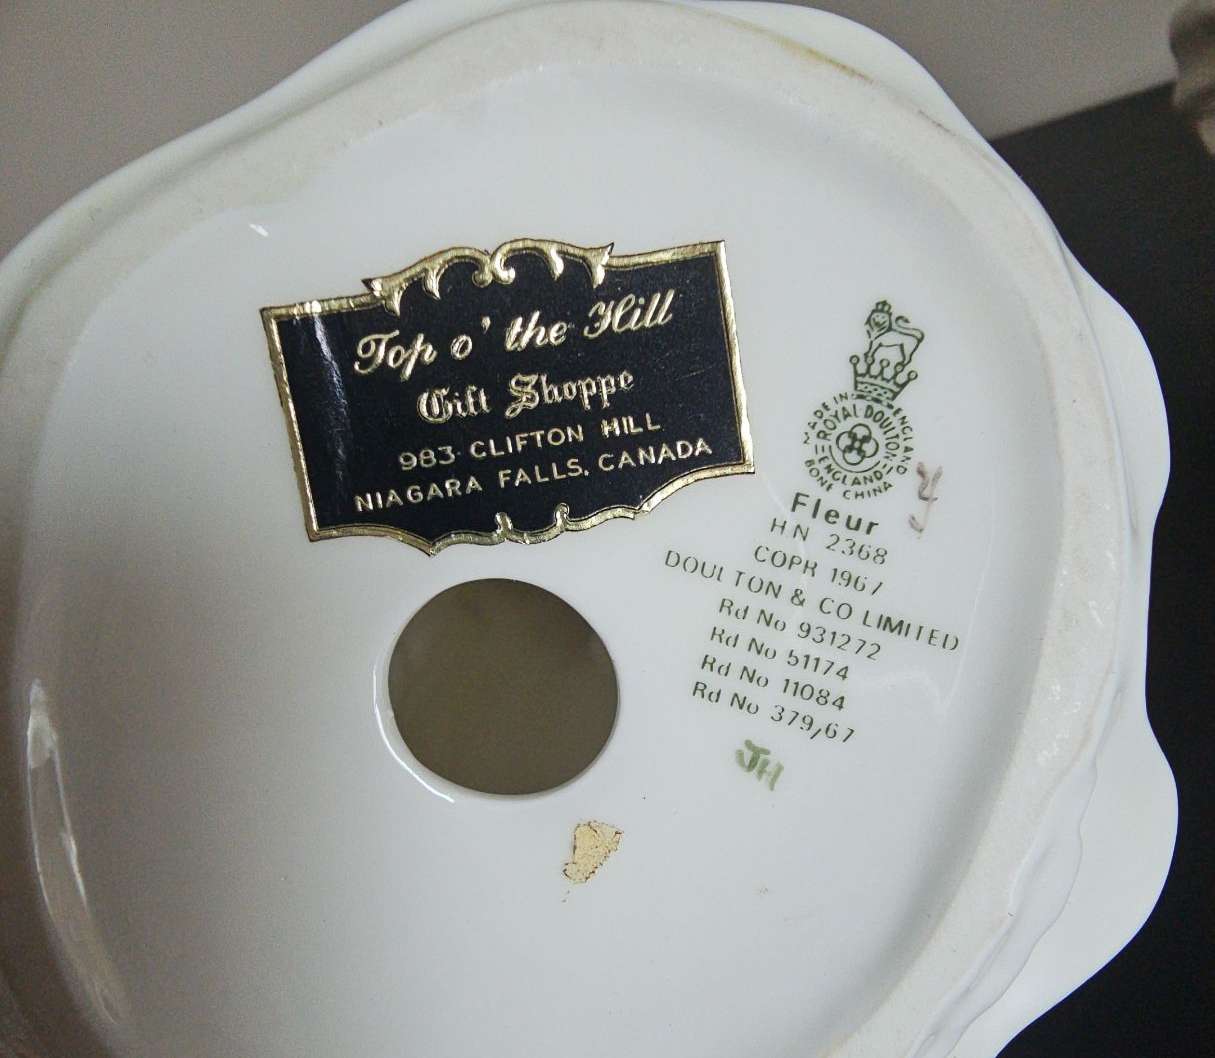 Top o' the Hill
Gift Shoppe
983 CLIFTON HILL
NIAGARA FALLS, CANADA
MADE IN ENGLAND
ROYAL DOULTON
ENGLAND
BONE CHINA
Fleur
HN 2368
COPR 1967
DOULTON & CO LIMITED
Rd No 931272
Rd No 51174
Rd No 11084
Rd No 379/67
JH